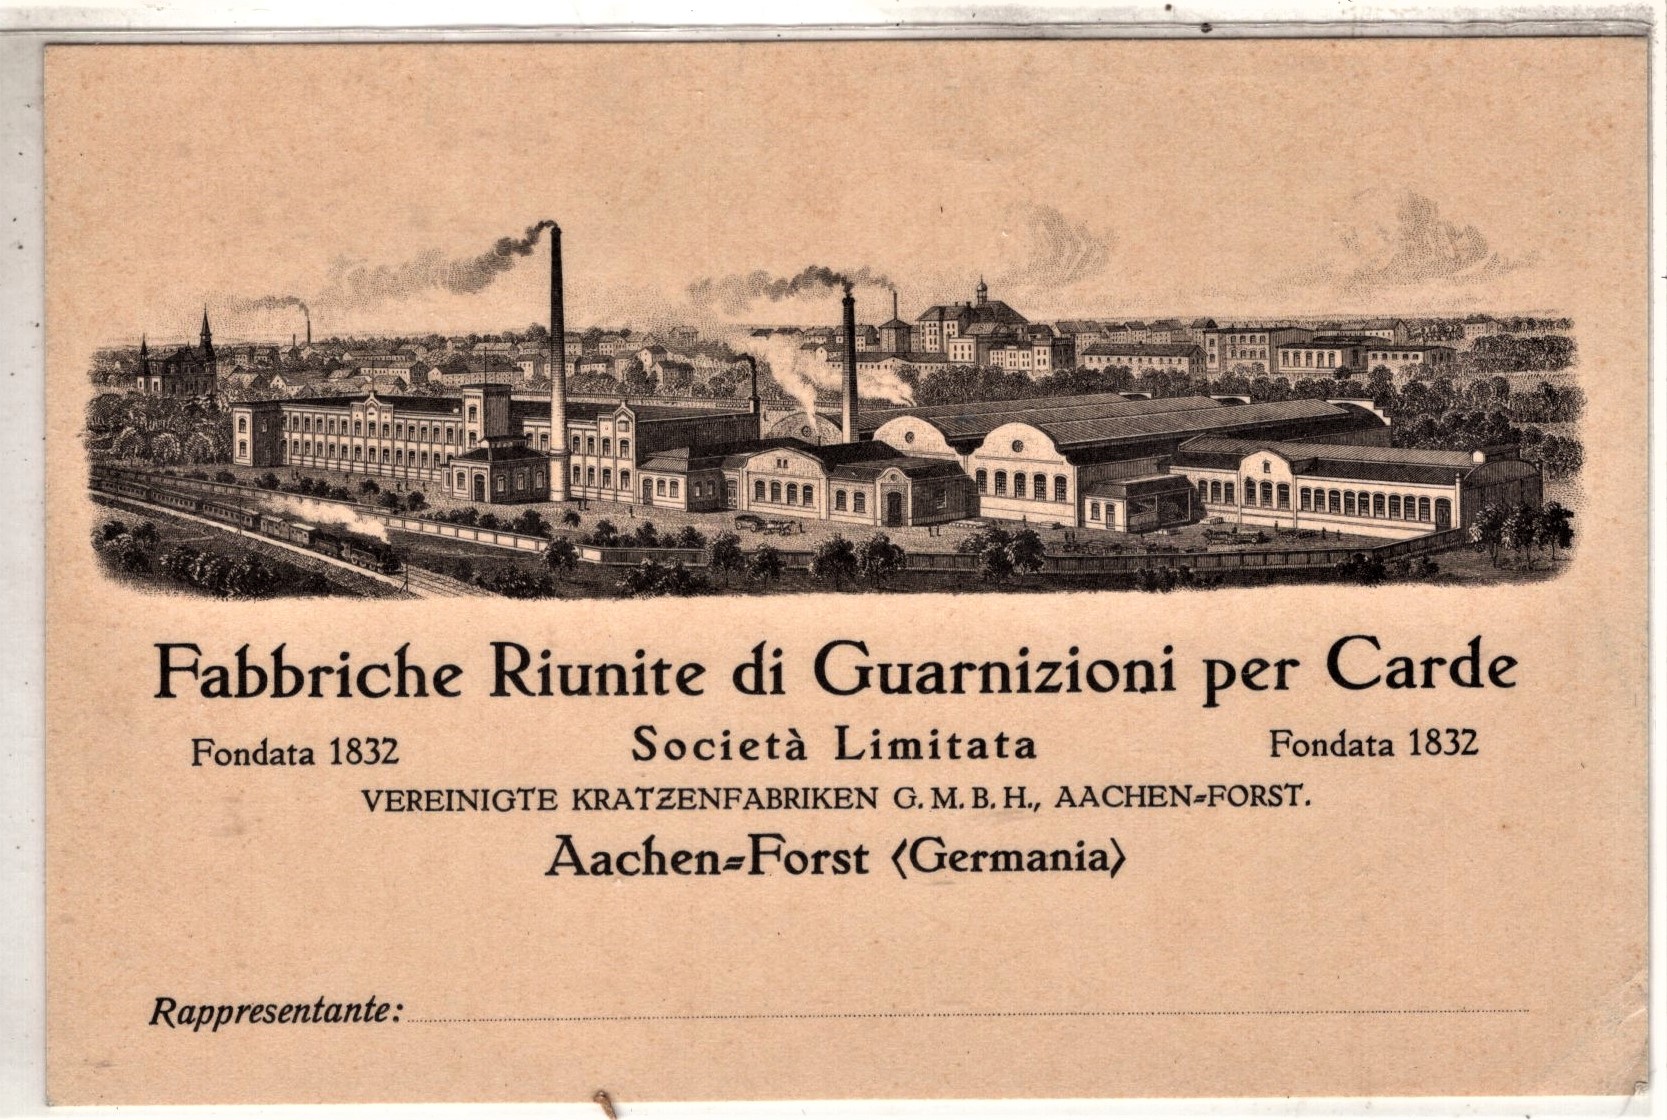 Fabbriche Riunite di Guarnizioni per Carde
Fondata 1832 Società Limitata Fondata 1832
VEREINIGTE KRATZENFABRIKEN G. M. B. H., AACHEN=FORST.
Aachen=Forst (Germania)
Rappresentante: